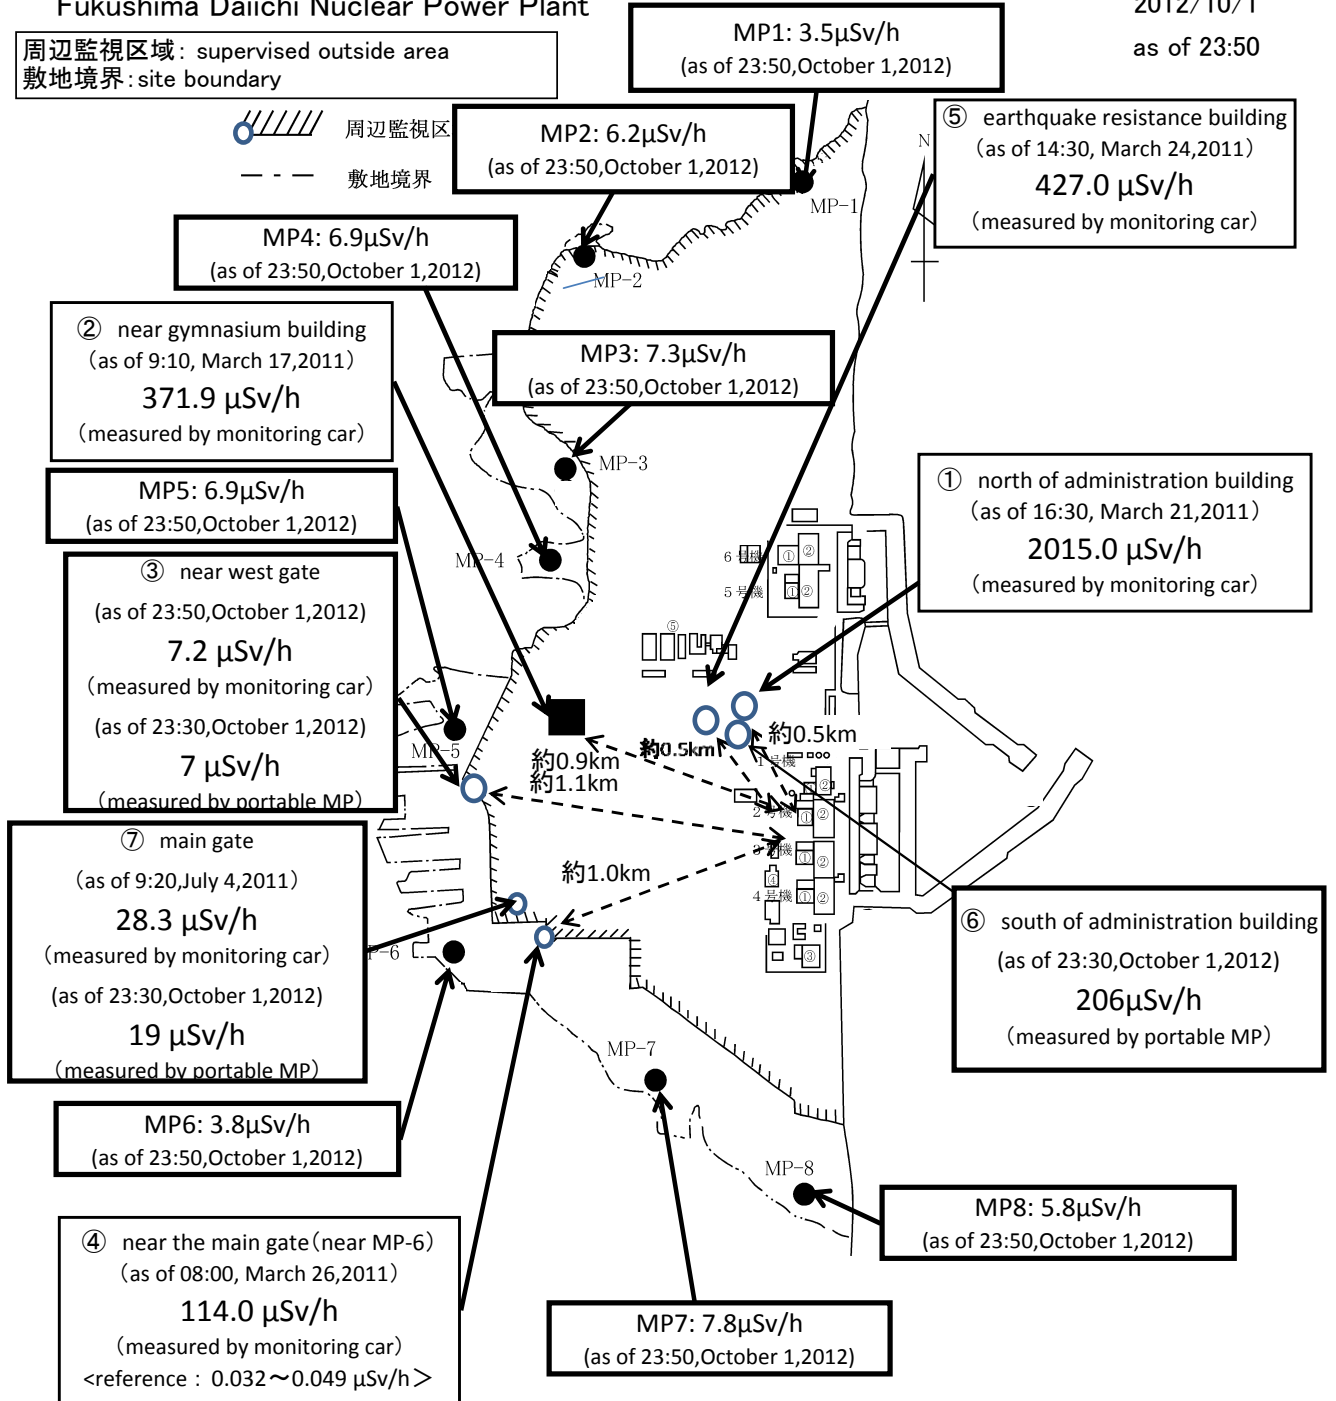 Fukushima Daiichi Nuclear Power Plant
2012/10/1
as of 23:50
周辺監視区域: supervised outside area
敷地境界:site boundary
周辺監視区
敷地境界
MP1: 3.5μSv/h
(as of 23:50,October 1,2012)
MP2: 6.2μSv/h
(as of 23:50,October 1,2012)
⑤ earthquake resistance building
(as of 14:30, March 24,2011)
427.0 μSv/h
(measured by monitoring car)
N
MP-1
MP4: 6.9μSv/h
(as of 23:50,October 1,2012)
MP-2
② near gymnasium building
(as of 9:10, March 17,2011)
371.9 μSv/h
(measured by monitoring car)
MP3: 7.3μSv/h
(as of 23:50,October 1,2012)
MP-3
MP5: 6.9μSv/h
(as of 23:50,October 1,2012)
① north of administration building
(as of 16:30, March 21,2011)
2015.0 μSv/h
(measured by monitoring car)
MP-4
6号機
①
②
5号機
①
②
③ near west gate
(as of 23:50,October 1,2012)
7.2 μSv/h
(measured by monitoring car)
(as of 23:30,October 1,2012)
7 μSv/h
(measured by portable MP)
⑤
MP-5
約0.9km
約1.1km
約0.5km
約0.5km
1号機
②
2号機
①
②
3号機
①
②
④
4号機
①
②
③
約1.0km
⑦ main gate
(as of 9:20,July 4,2011)
28.3 μSv/h
(measured by monitoring car)
(as of 23:30,October 1,2012)
19 μSv/h
(measured by portable MP)
P-6
⑥ south of administration building
(as of 23:30,October 1,2012)
206μSv/h
(measured by portable MP)
MP-7
MP6: 3.8μSv/h
(as of 23:50,October 1,2012)
MP-8
MP8: 5.8μSv/h
(as of 23:50,October 1,2012)
④ near the main gate(near MP-6)
(as of 08:00, March 26,2011)
114.0 μSv/h
(measured by monitoring car)
<reference : 0.032～0.049 μSv/h＞
MP7: 7.8μSv/h
(as of 23:50,October 1,2012)